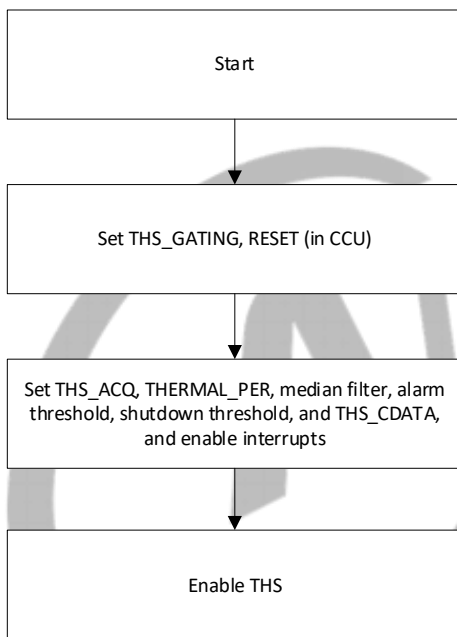 Start
Set THS_GATING, RESET (in CCU)
Set THS_ACQ, THERMAL_PER, median filter, alarm
threshold, shutdown threshold, and THS_CDATA,
and enable interrupts
Enable THS